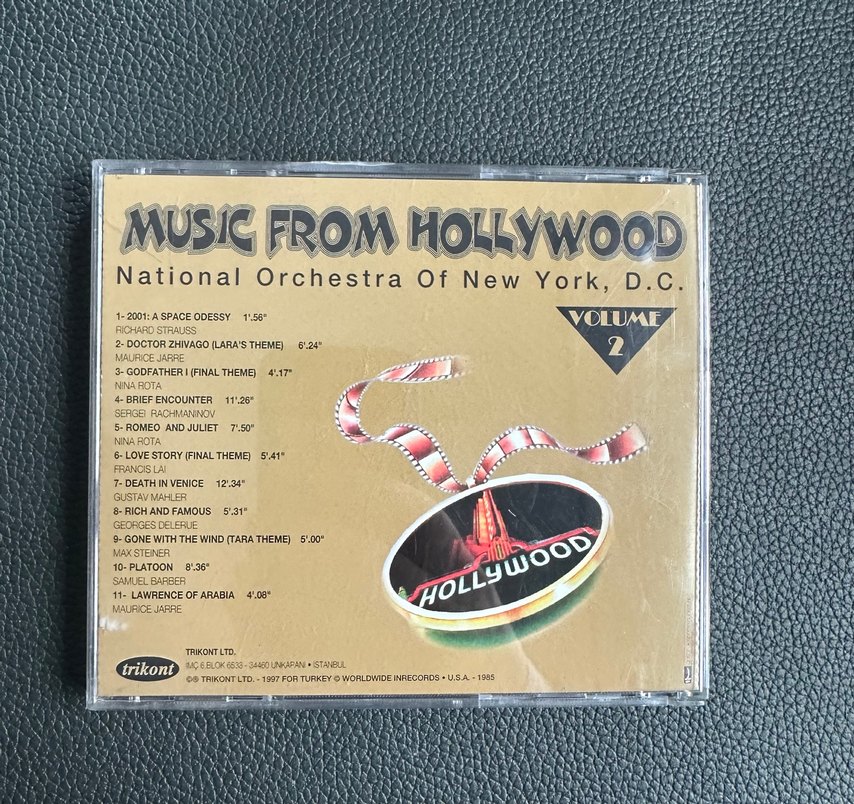 MUSIC FROM HOLLYWOOD
National Orchestra Of New York, D.C.
VOLUME
2
1- 2001: A SPACE ODESSY 1'.56"
RICHARD STRAUSS
2- DOCTOR ZHIVAGO (LARA'S THEME) 6'.24"
MAURICE JARRE
3- GODFATHER I (FINAL THEME) 4'.17"
NINA ROTA
4- BRIEF ENCOUNTER 11'.26"
SERGEI RACHMANINOV
5- ROMEO AND JULIET 7'.50"
NINA ROTA
6- LOVE STORY (FINAL THEME) 5'.41"
FRANCIS LAI
7- DEATH IN VENICE 12'.34"
GUSTAV MAHLER
8- RICH AND FAMOUS 5'.31"
GEORGES DELERUE
9- GONE WITH THE WIND (TARA THEME) 5'.00"
MAX STEINER
10- PLATOON 8'.36"
SAMUEL BARBER
11- LAWRENCE OF ARABIA 4'.08"
MAURICE JARRE
HOLLYWOOD
trikont
TRIKONT LTD.
IMÇ 6.BLOK 6533 - 34460 UNKAPANI • İSTANBUL
©℗ TRIKONT LTD. - 1997 FOR TURKEY © WORLDWIDE INRECORDS • U.S.A. - 1985